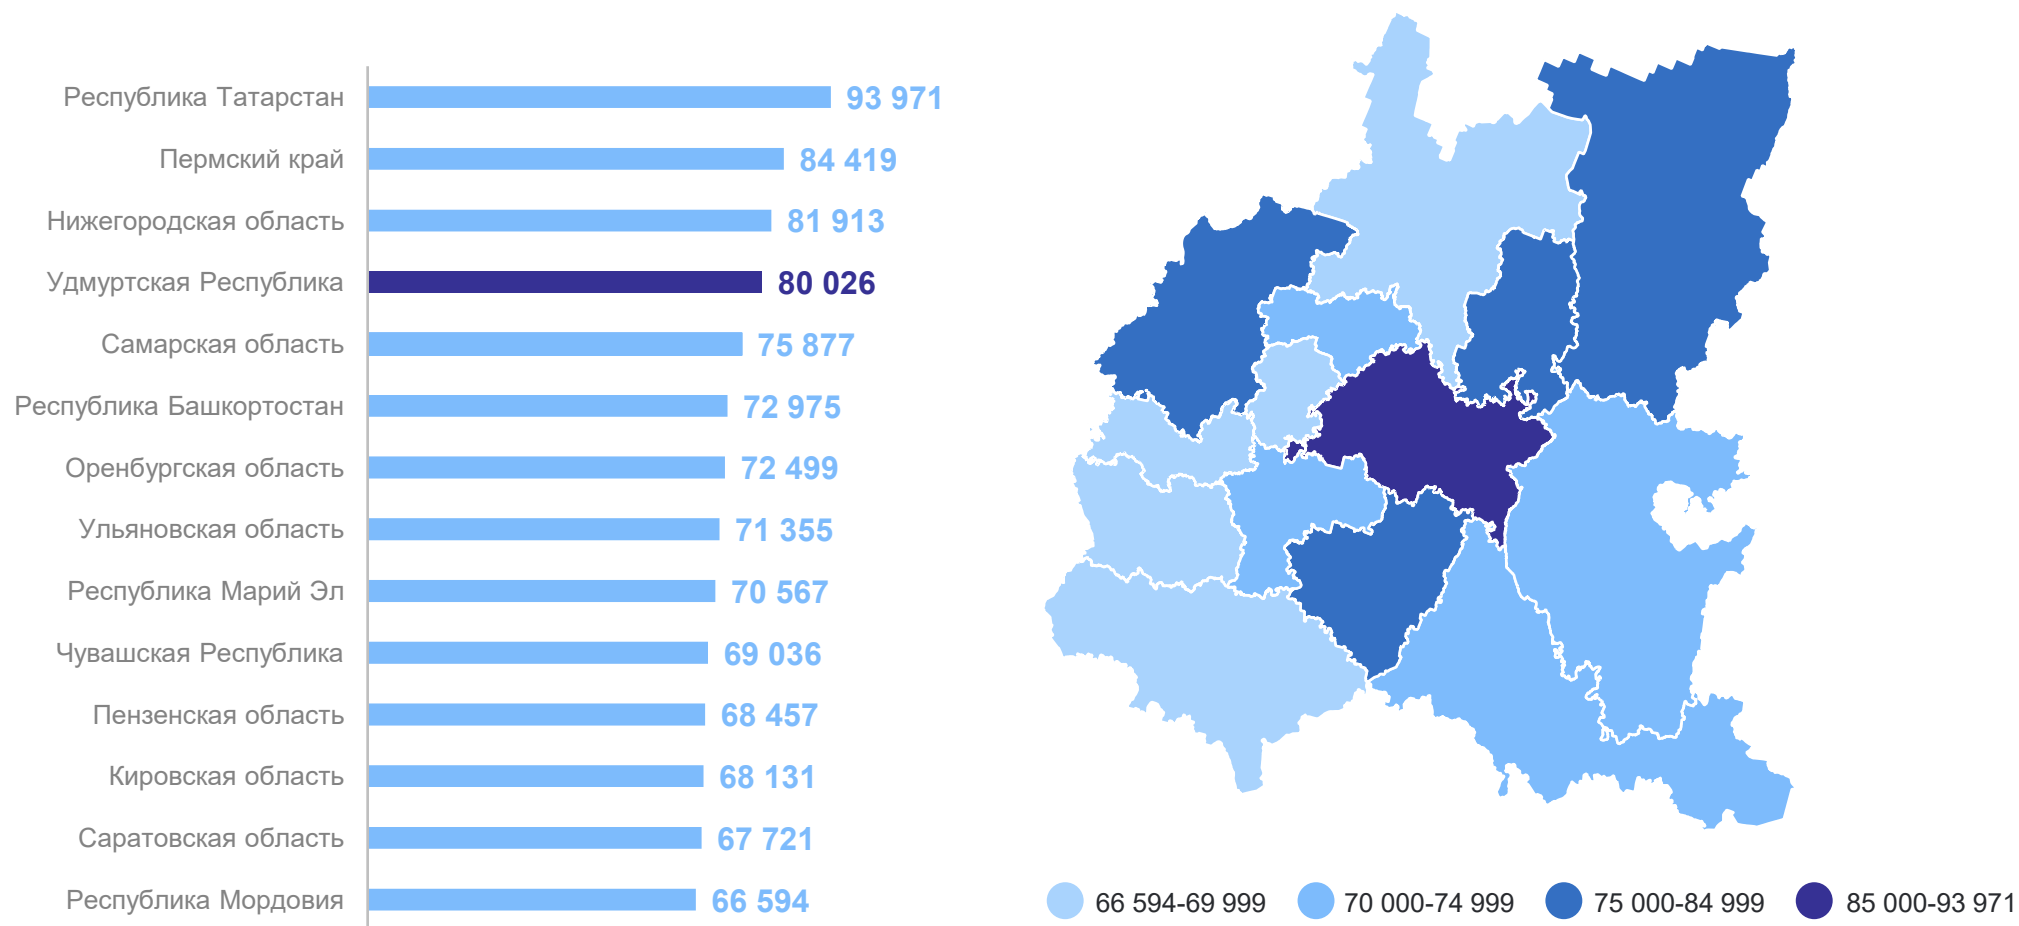 Республика Татарстан 93 971
Пермский край 84 419
Нижегородская область 81 913
Удмуртская Республика 80 026
Самарская область 75 877
Республика Башкортостан 72 975
Оренбургская область 72 499
Ульяновская область 71 355
Республика Марий Эл 70 567
Чувашская Республика 69 036
Пензенская область 68 457
Кировская область 68 131
Саратовская область 67 721
Республика Мордовия 66 594
66 594-69 999 70 000-74 999 75 000-84 999 85 000-93 971